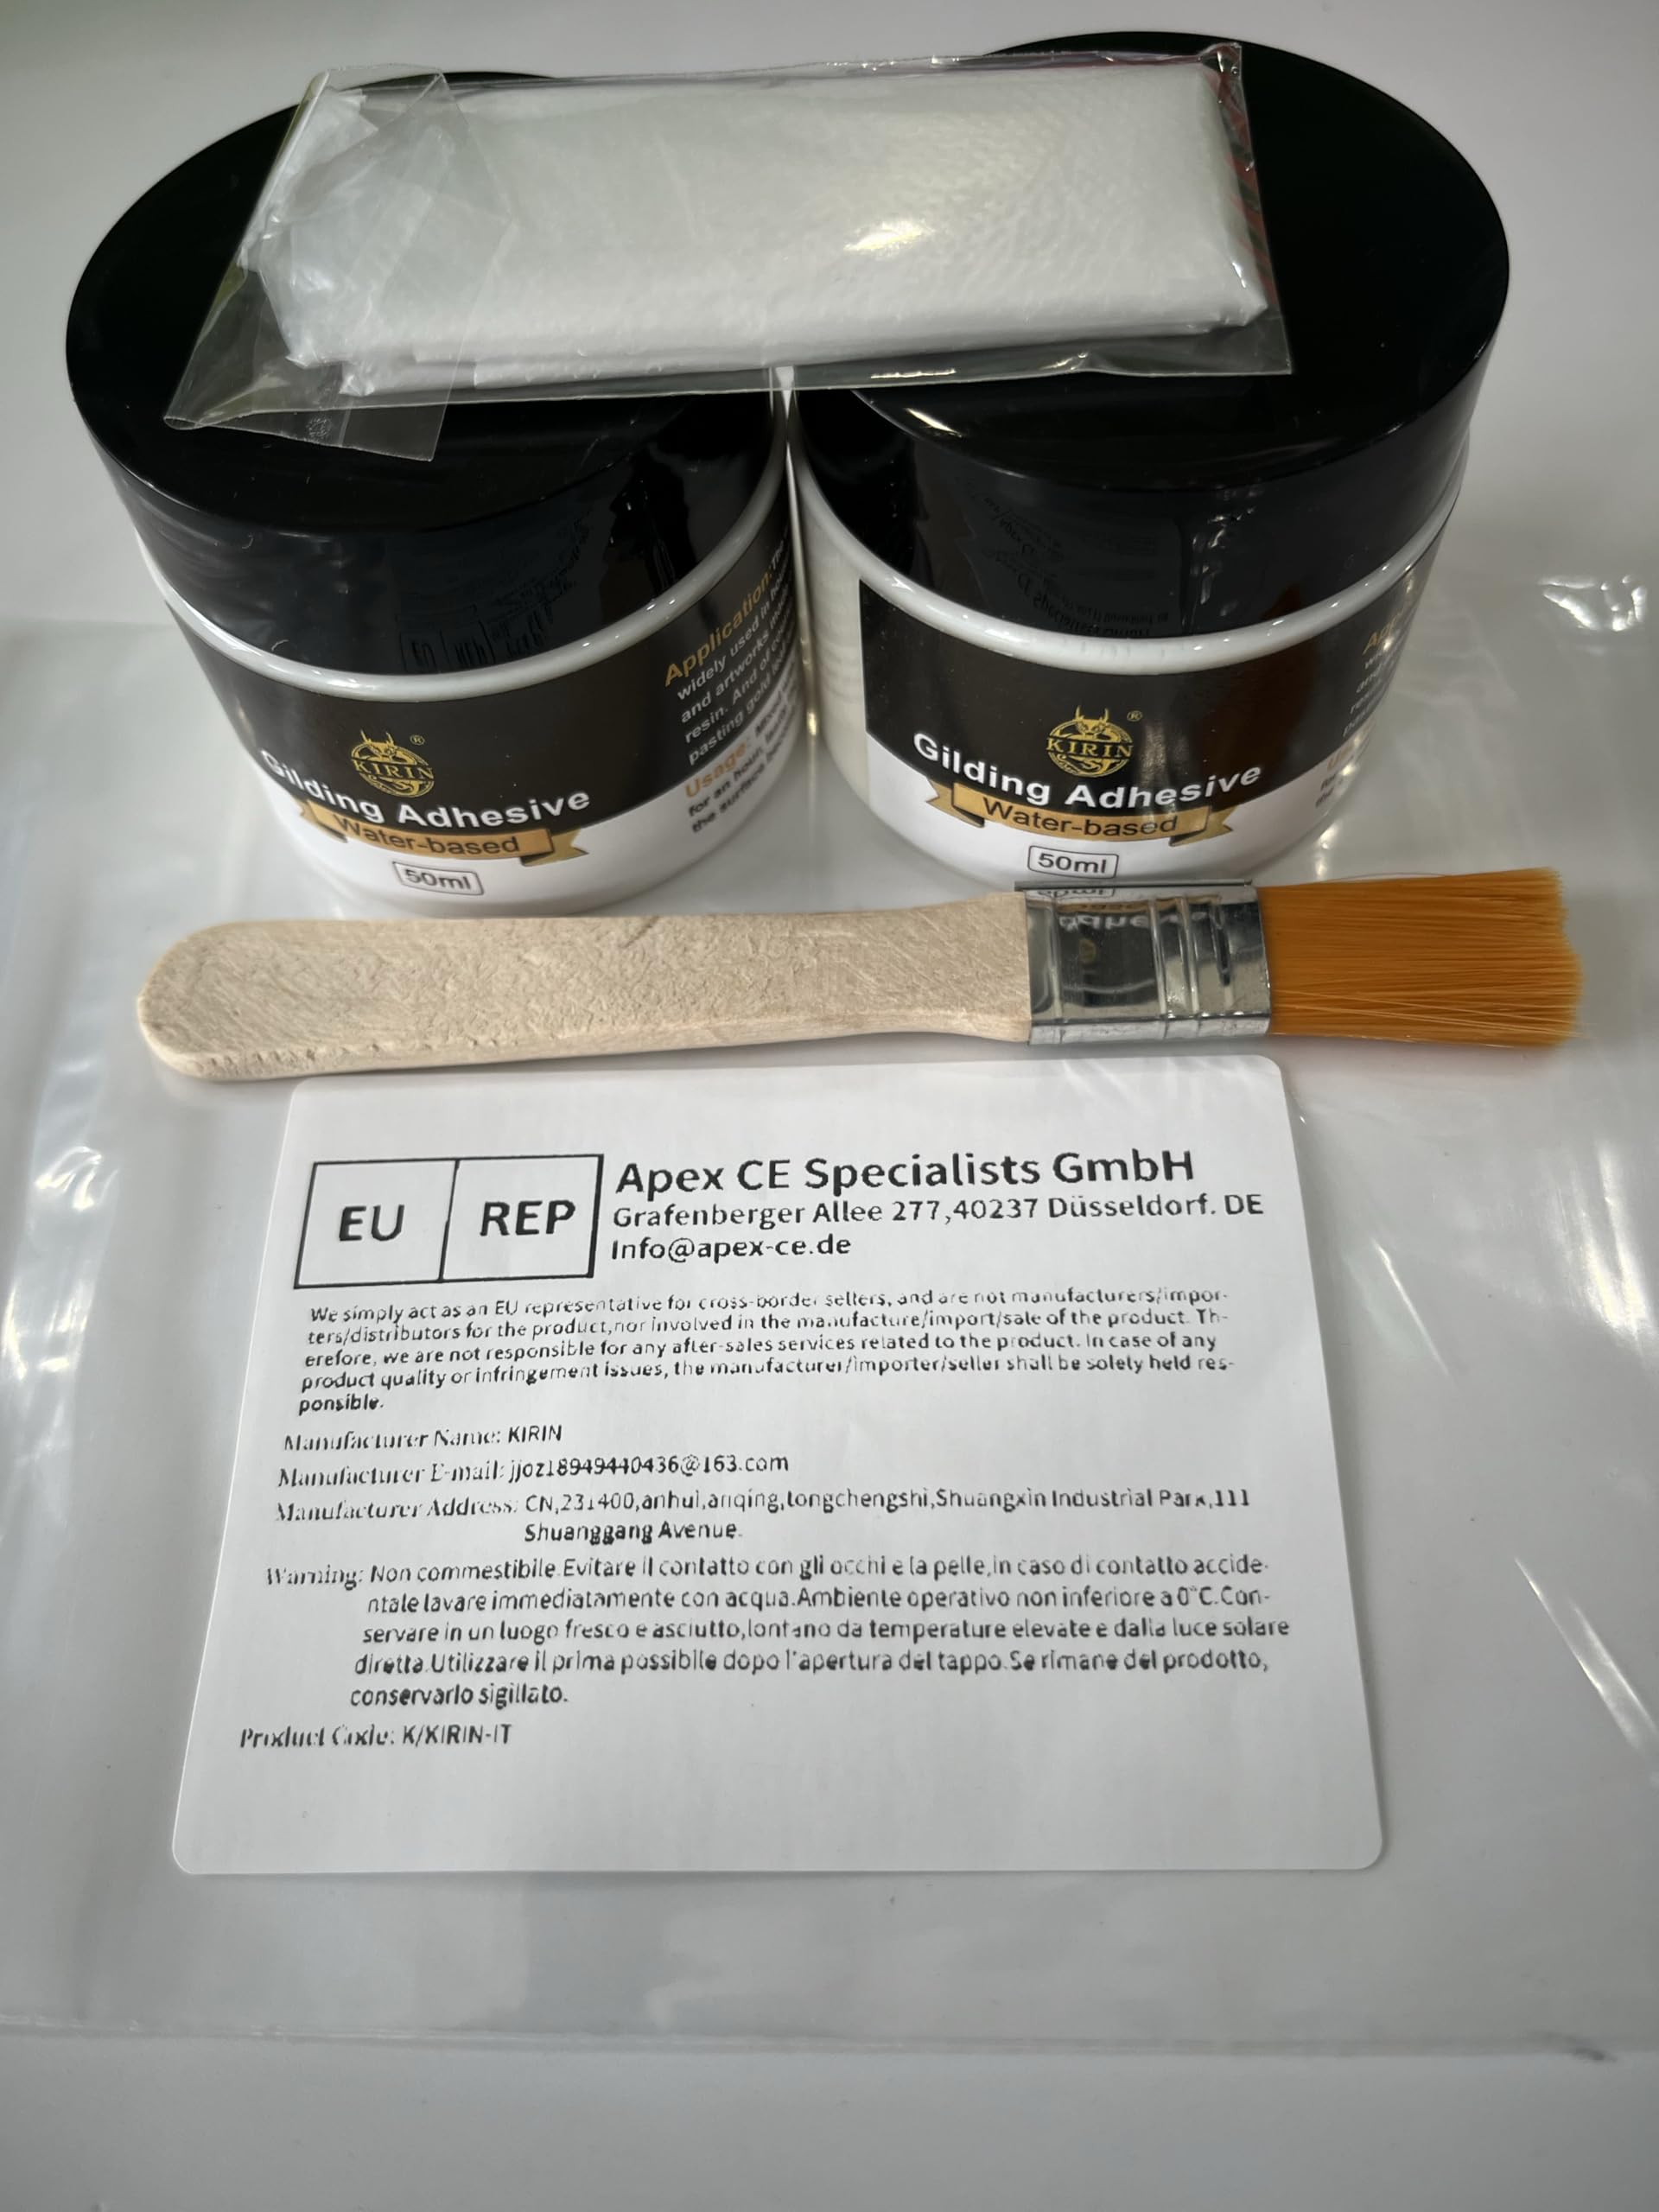 Application:
widely used in
and artworks
resin. And
pasting gold
Usage:
for an hour,
the surface
KIRIN
®
Gilding Adhesive
Water-based
50ml
KIRIN
®
Gilding Adhesive
Water-based
50ml
EU REP
Apex CE Specialists GmbH
Grafenberger Allee 277,40237 Düsseldorf. DE
Info@apex-ce.de
We simply act as an EU representative for cross-border sellers, and are not manufacturers/impor-
ters/distributors for the product,nor involved in the manufacture/import/sale of the product. Th-
erefore, we are not responsible for any after-sales services related to the product. In case of any
product quality or infringement issues, the manufacturer/importer/seller shall be solely held res-
ponsible.
Manufacturer Name: KIRIN
Manufacturer E-mail: jjoz18949440436@163.com
Manufacturer Address: CN,231400,anhui,anqing,tongchengshi,Shuangxin Industrial Park,111
Shuanggang Avenue.
Warning: Non commestibile.Evitare il contatto con gli occhi e la pelle,in caso di contatto accide-
ntale lavare immediatamente con acqua.Ambiente operativo non inferiore a 0°C.Con-
servare in un luogo fresco e asciutto,lontano da temperature elevate e dalla luce solare
diretta.Utilizzare il prima possibile dopo l'apertura del tappo.Se rimane del prodotto,
conservarlo sigillato.
Product Code: K/KIRIN-IT